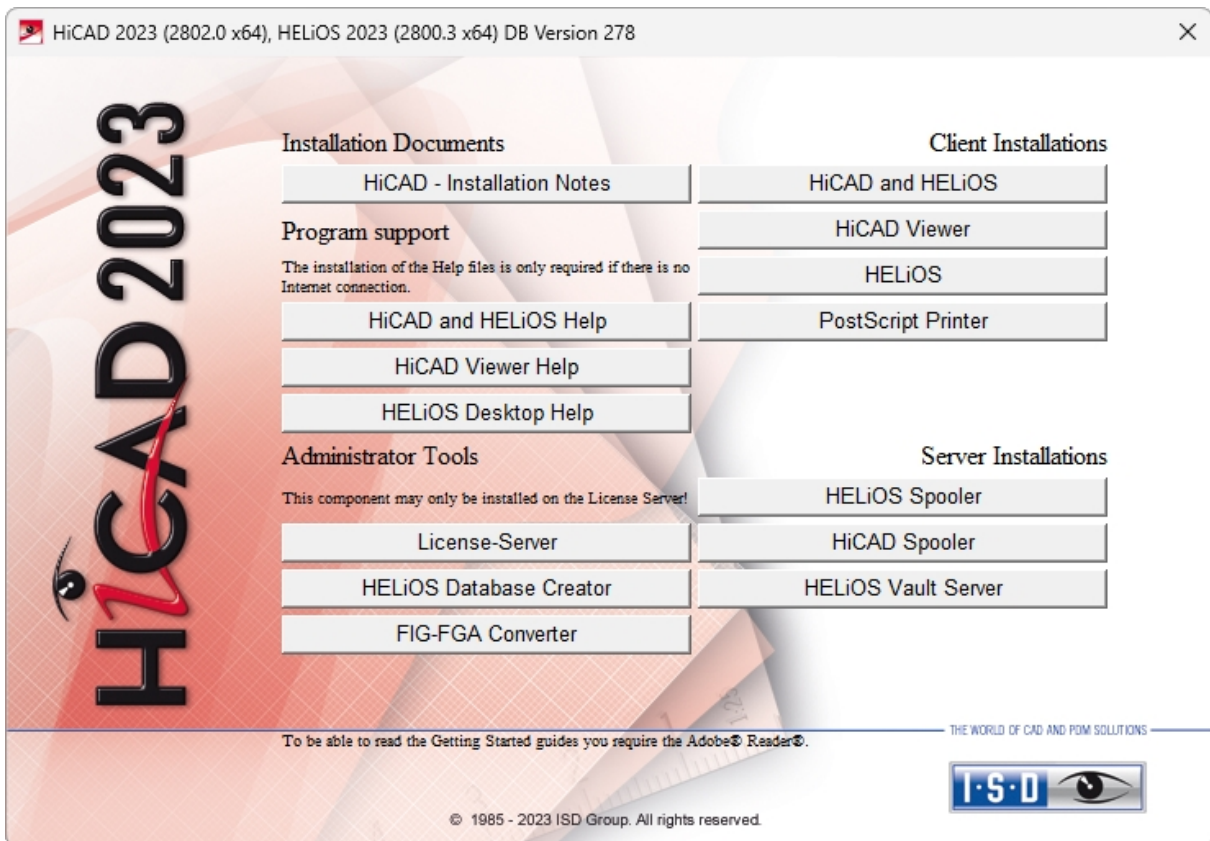 HiCAD 2023 (2802.0 x64), HELiOS 2023 (2800.3 x64) DB Version 278
HiCAD 2023
Installation Documents
HiCAD - Installation Notes
Program support
The installation of the Help files is only required if there is no
Internet connection.
HiCAD and HELiOS Help
HiCAD Viewer Help
HELiOS Desktop Help
Client Installations
HiCAD and HELiOS
HiCAD Viewer
HELiOS
PostScript Printer
Administrator Tools
This component may only be installed on the License Server!
License-Server
HELiOS Database Creator
FIG-FGA Converter
Server Installations
HELiOS Spooler
HiCAD Spooler
HELiOS Vault Server
1:25
To be able to read the Getting Started guides you require the Adobe® Reader®.
THE WORLD OF CAD AND PDM SOLUTIONS
I·S·D
© 1985 - 2023 ISD Group. All rights reserved.